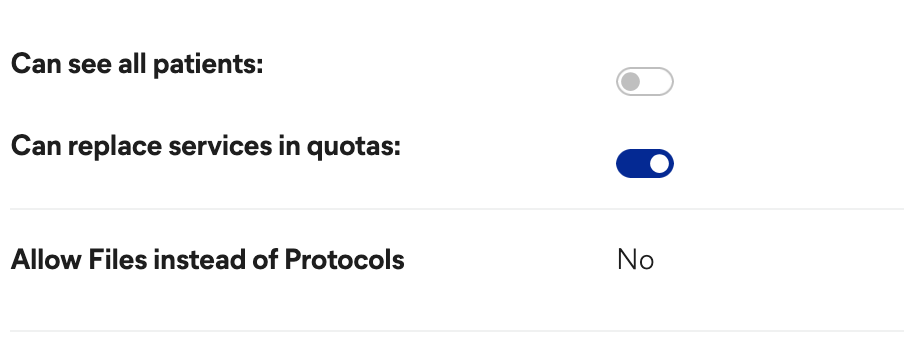 Can see all patients:
Can replace services in quotas:
Allow Files instead of Protocols
No